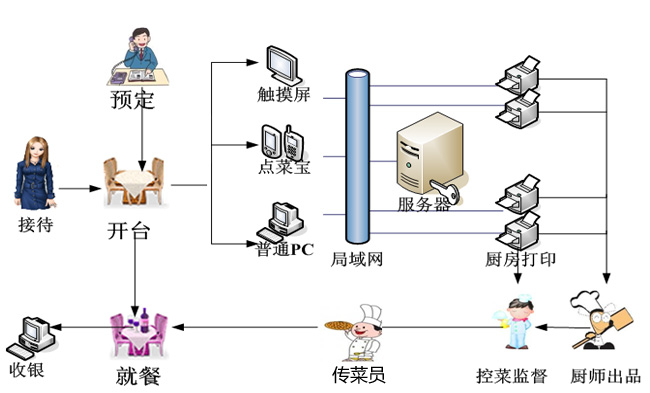 预定
触摸屏
点菜宝
接待
开台
普通PC
局域网
服务器
厨房打印
收银
就餐
传菜员
控菜监督
厨师出品